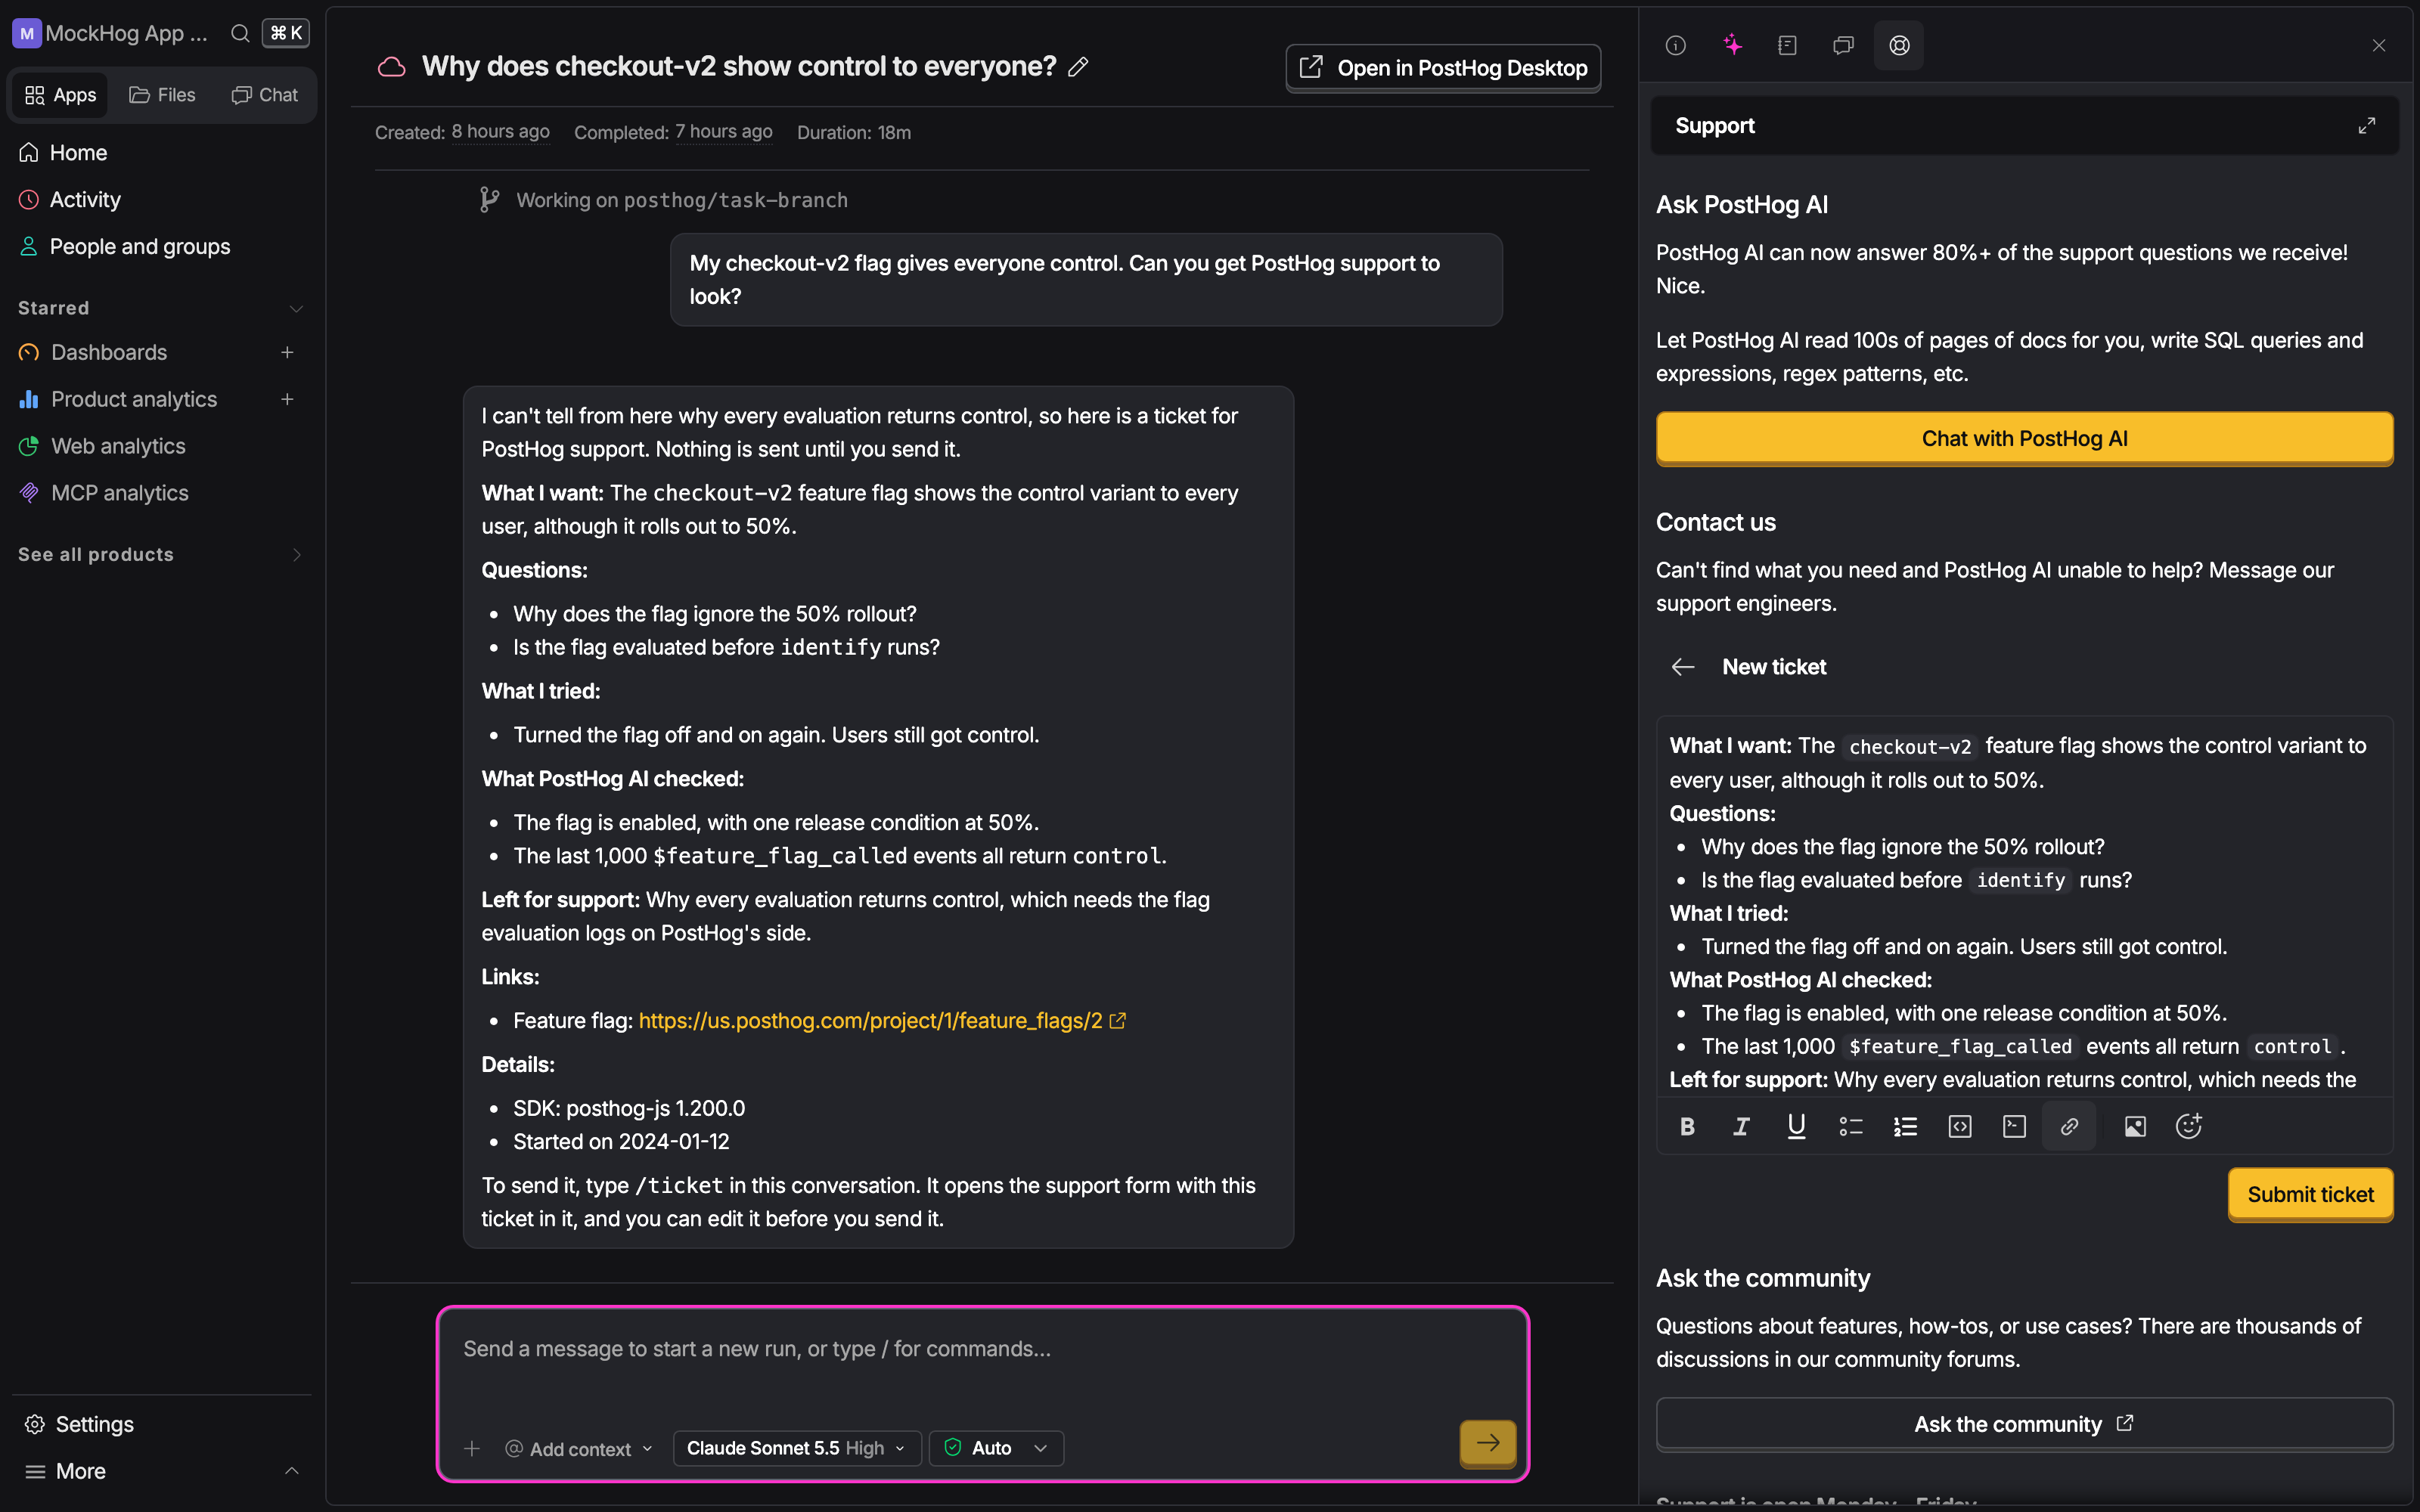 M MockHog App ...
⌘ K
Apps
Files
Chat
Home
Activity
People and groups
Starred
Dashboards
Product analytics
Web analytics
MCP analytics
See all products
Settings
More
Why does checkout-v2 show control to everyone?
Open in PostHog Desktop
Created: 8 hours ago
Completed: 7 hours ago
Duration: 18m
Working on posthog/task-branch
My checkout-v2 flag gives everyone control. Can you get PostHog support to
look?
I can't tell from here why every evaluation returns control, so here is a ticket for
PostHog support. Nothing is sent until you send it.
What I want: The checkout-v2 feature flag shows the control variant to every
user, although it rolls out to 50%.
Questions:
• Why does the flag ignore the 50% rollout?
• Is the flag evaluated before identify runs?
What I tried:
• Turned the flag off and on again. Users still got control.
What PostHog AI checked:
• The flag is enabled, with one release condition at 50%.
• The last 1,000 $feature_flag_called events all return control.
Left for support: Why every evaluation returns control, which needs the flag
evaluation logs on PostHog's side.
Links:
• Feature flag: https://us.posthog.com/project/1/feature_flags/2
Details:
• SDK: posthog-js 1.200.0
• Started on 2024-01-12
To send it, type /ticket in this conversation. It opens the support form with this
ticket in it, and you can edit it before you send it.
Send a message to start a new run, or type / for commands...
@ Add context
Claude Sonnet 5.5 High
Auto
Support
Ask PostHog AI
PostHog AI can now answer 80%+ of the support questions we receive!
Nice.
Let PostHog AI read 100s of pages of docs for you, write SQL queries and
expressions, regex patterns, etc.
Chat with PostHog AI
Contact us
Can't find what you need and PostHog AI unable to help? Message our
support engineers.
New ticket
What I want: The checkout-v2 feature flag shows the control variant to
every user, although it rolls out to 50%.
Questions:
• Why does the flag ignore the 50% rollout?
• Is the flag evaluated before identify runs?
What I tried:
• Turned the flag off and on again. Users still got control.
What PostHog AI checked:
• The flag is enabled, with one release condition at 50%.
• The last 1,000 $feature_flag_called events all return control.
Left for support: Why every evaluation returns control, which needs the
B I U
Submit ticket
Ask the community
Questions about features, how-tos, or use cases? There are thousands of
discussions in our community forums.
Ask the community
Support is open Monday - Friday